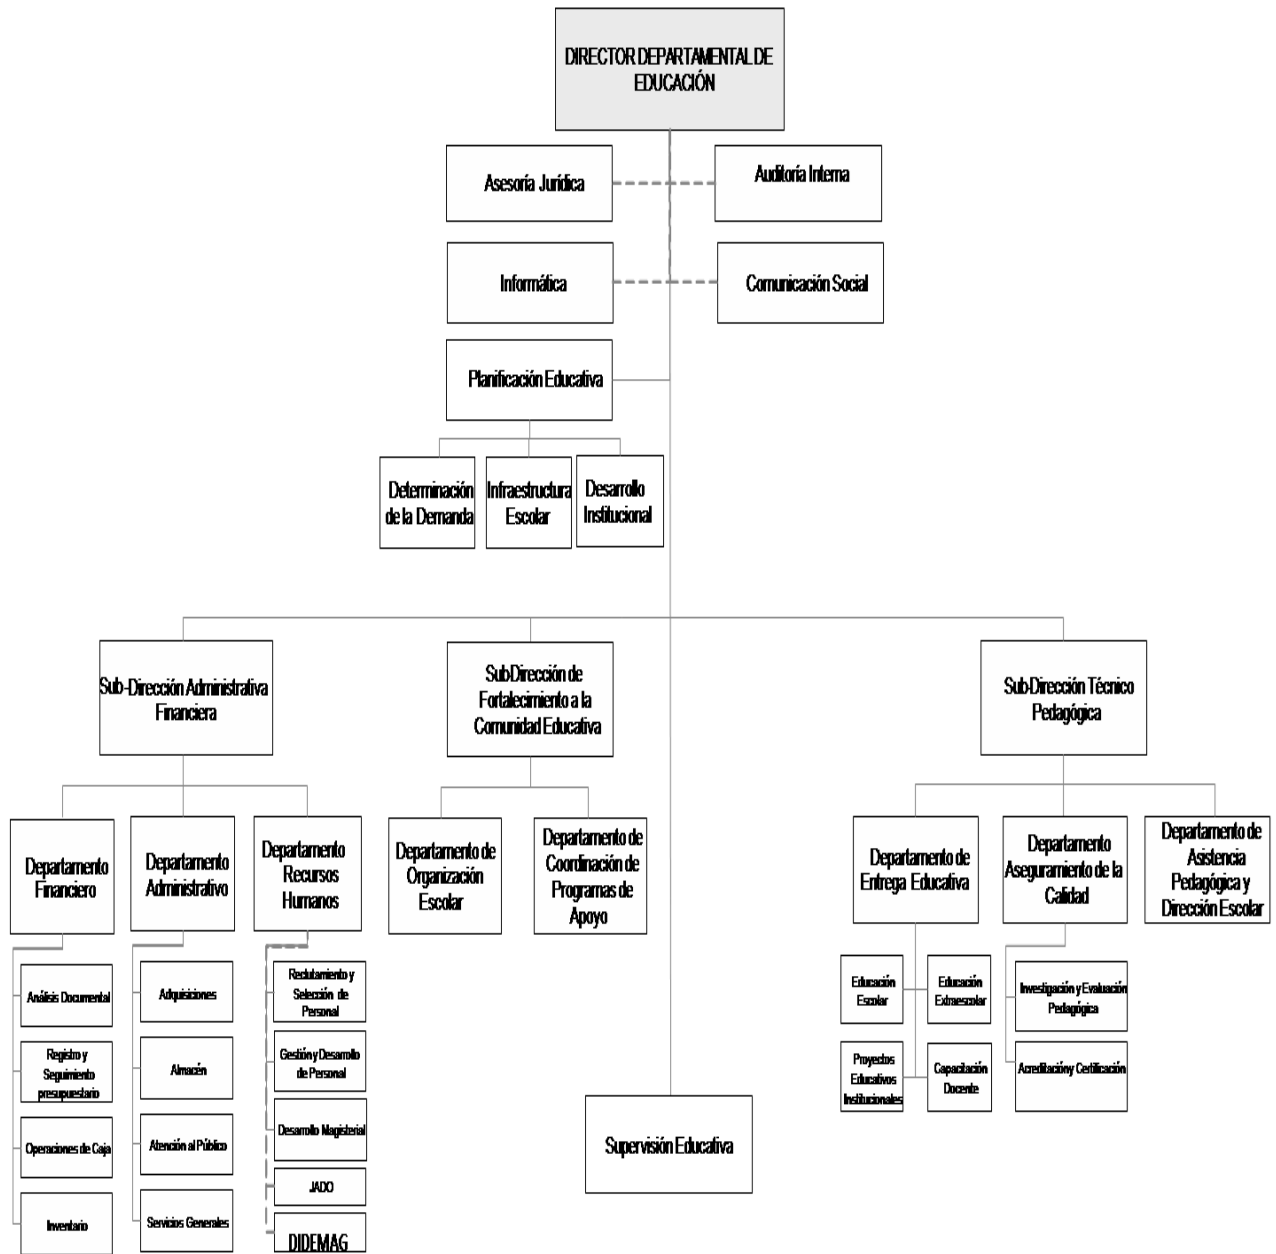 DIRECTOR DEPARTAMENTAL DE
EDUCACIÓN
Asesoría Jurídica
Auditoría Interna
Informática
Comunicación Social
Planificación Educativa
Determinación
de la Demanda
Infraestructura
Escolar
Desarrollo
Institucional
Sub-Dirección Administrativa
Financiera
Sub-Dirección de
Fortalecimiento a la
Comunidad Educativa
Sub-Dirección Técnico
Pedagógica
Departamento
Financiero
Departamento
Administrativo
Departamento
Recursos
Humanos
Departamento de
Organización
Escolar
Departamento de
Coordinación de
Programas de
Apoyo
Departamento de
Entrega Educativa
Departamento
Aseguramiento de la
Calidad
Departamento de
Asistencia
Pedagógica y
Dirección Escolar
Análisis Documental
Registro y
Seguimiento
presupuestario
Operaciones de Caja
Inventario
Adquisiciones
Almacén
Atención al Público
Servicios Generales
Reclutamiento y
Selección de
Personal
Gestión y Desarrollo
de Personal
Desarrollo Magisterial
JADO
DIDEMAG
Educación
Escolar
Educación
Extraescolar
Proyectos
Educativos
Institucionales
Capacitación
Docente
Investigación y Evaluación
Pedagógica
Acreditación y Certificación
Supervisión Educativa